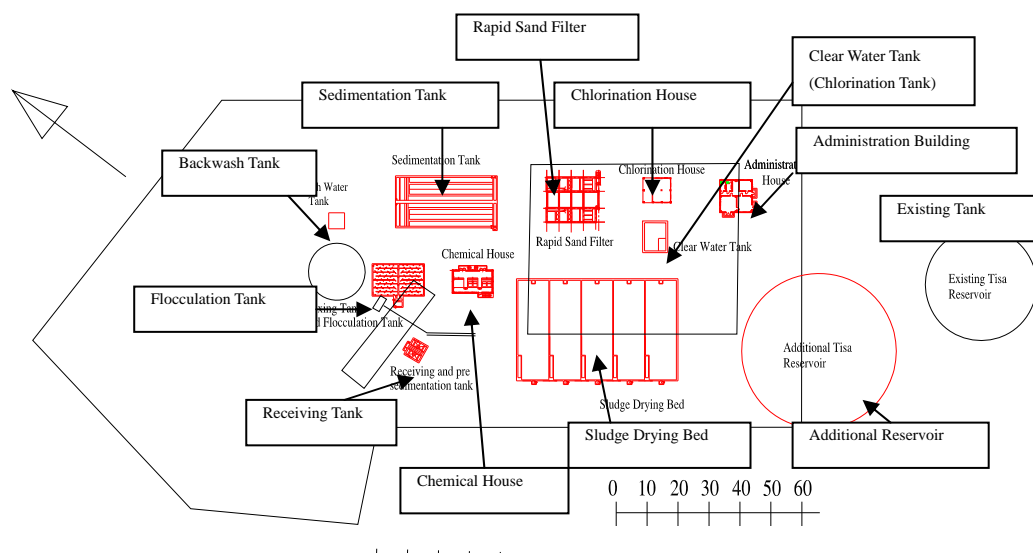 Rapid Sand Filter
Clear Water Tank
(Chlorination Tank)
Sedimentation Tank
Chlorination House
Administration Building
Backwash Tank
Sedimentation Tank
Chlorination House
House
Water
Tank
Existing Tank
Rapid Sand Filter
Clear Water Tank
Chemical House
Existing Tisa
Reservoir
Flocculation Tank
Flocculation Tank
Additional Tisa
Reservoir
Receiving and pre
sedimentation tank
Receiving Tank
Sludge Drying Bed
Sludge Drying Bed
Additional Reservoir
Chemical House
0 10 20 30 40 50 60